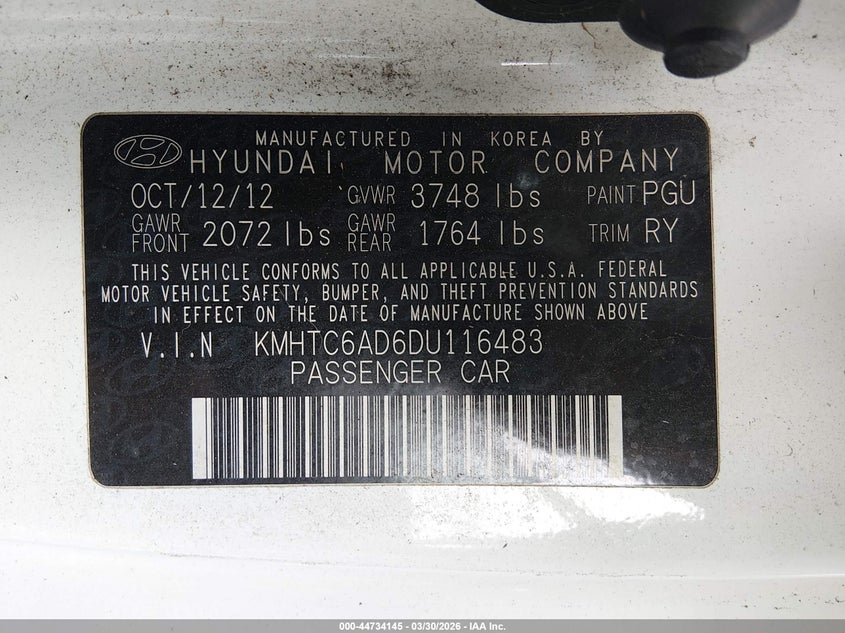 MANUFACTURED IN KOREA BY
HYUNDAI MOTOR COMPANY
OCT/12/12 GVWR 3748 lbs PAINT PGU
GAWR FRONT 2072 lbs GAWR REAR 1764 lbs TRIM RY
THIS VEHICLE CONFORMS TO ALL APPLICABLE U.S.A. FEDERAL
MOTOR VEHICLE SAFETY, BUMPER, AND THEFT PREVENTION STANDARDS
IN EFFECT ON THE DATE OF MANUFACTURE SHOWN ABOVE
V.I.N KMHTC6AD6DU116483
PASSENGER CAR
000-44734145 - 03/30/2026 - IAA Inc.